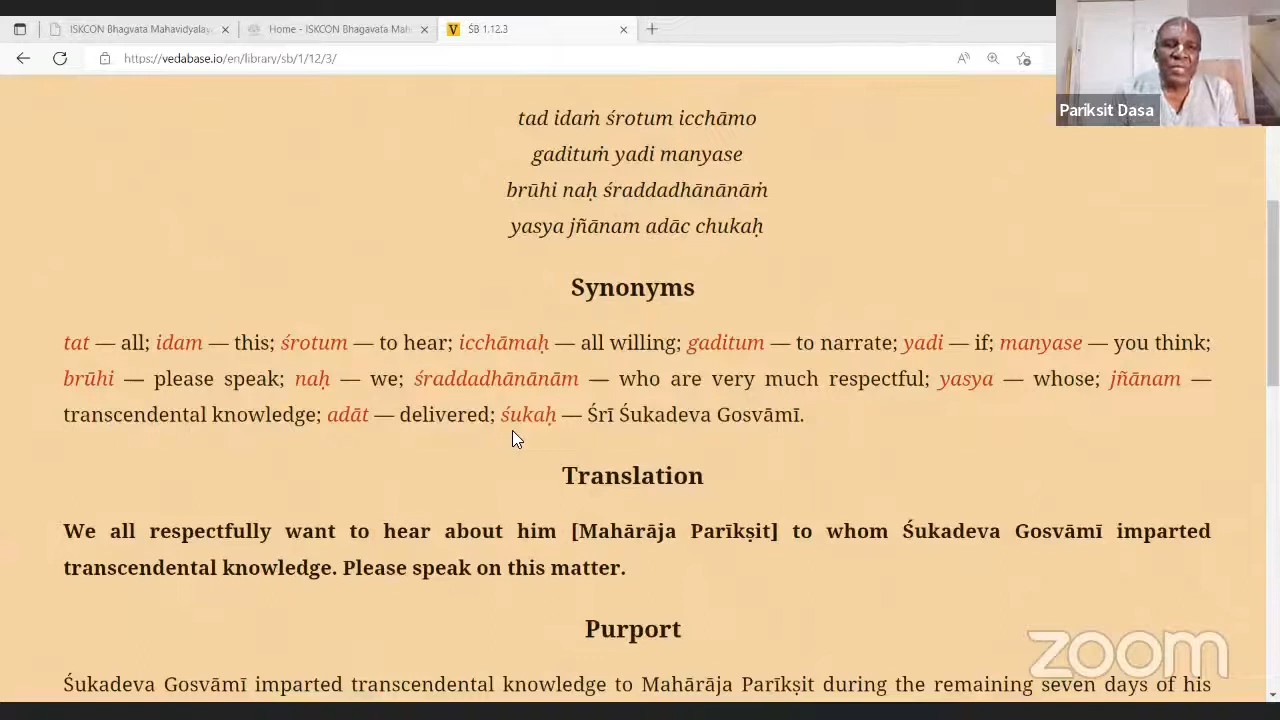 ISKCON Bhagvata Mahavidyalay
Home - ISKCON Bhagavata Mah
ŚB 1.12.3
https://vedabase.io/en/library/sb/1/12/3/
Pariksit Dasa
tad idaṁ śrotum icchāmo
gadituṁ yadi manyase
brūhi naḥ śraddadhānānāṁ
yasya jñānam adāc chukaḥ
Synonyms
tat — all; idam — this; śrotum — to hear; icchāmaḥ — all willing; gaditum — to narrate; yadi — if; manyase — you think;
brūhi — please speak; naḥ — we; śraddadhānānām — who are very much respectful; yasya — whose; jñānam —
transcendental knowledge; adāt — delivered; śukaḥ — Śrī Śukadeva Gosvāmī.
Translation
We all respectfully want to hear about him [Mahārāja Parīkṣit] to whom Śukadeva Gosvāmī imparted
transcendental knowledge. Please speak on this matter.
Purport
Śukadeva Gosvāmī imparted transcendental knowledge to Mahārāja Parīkṣit during the remaining seven days of his
zoom